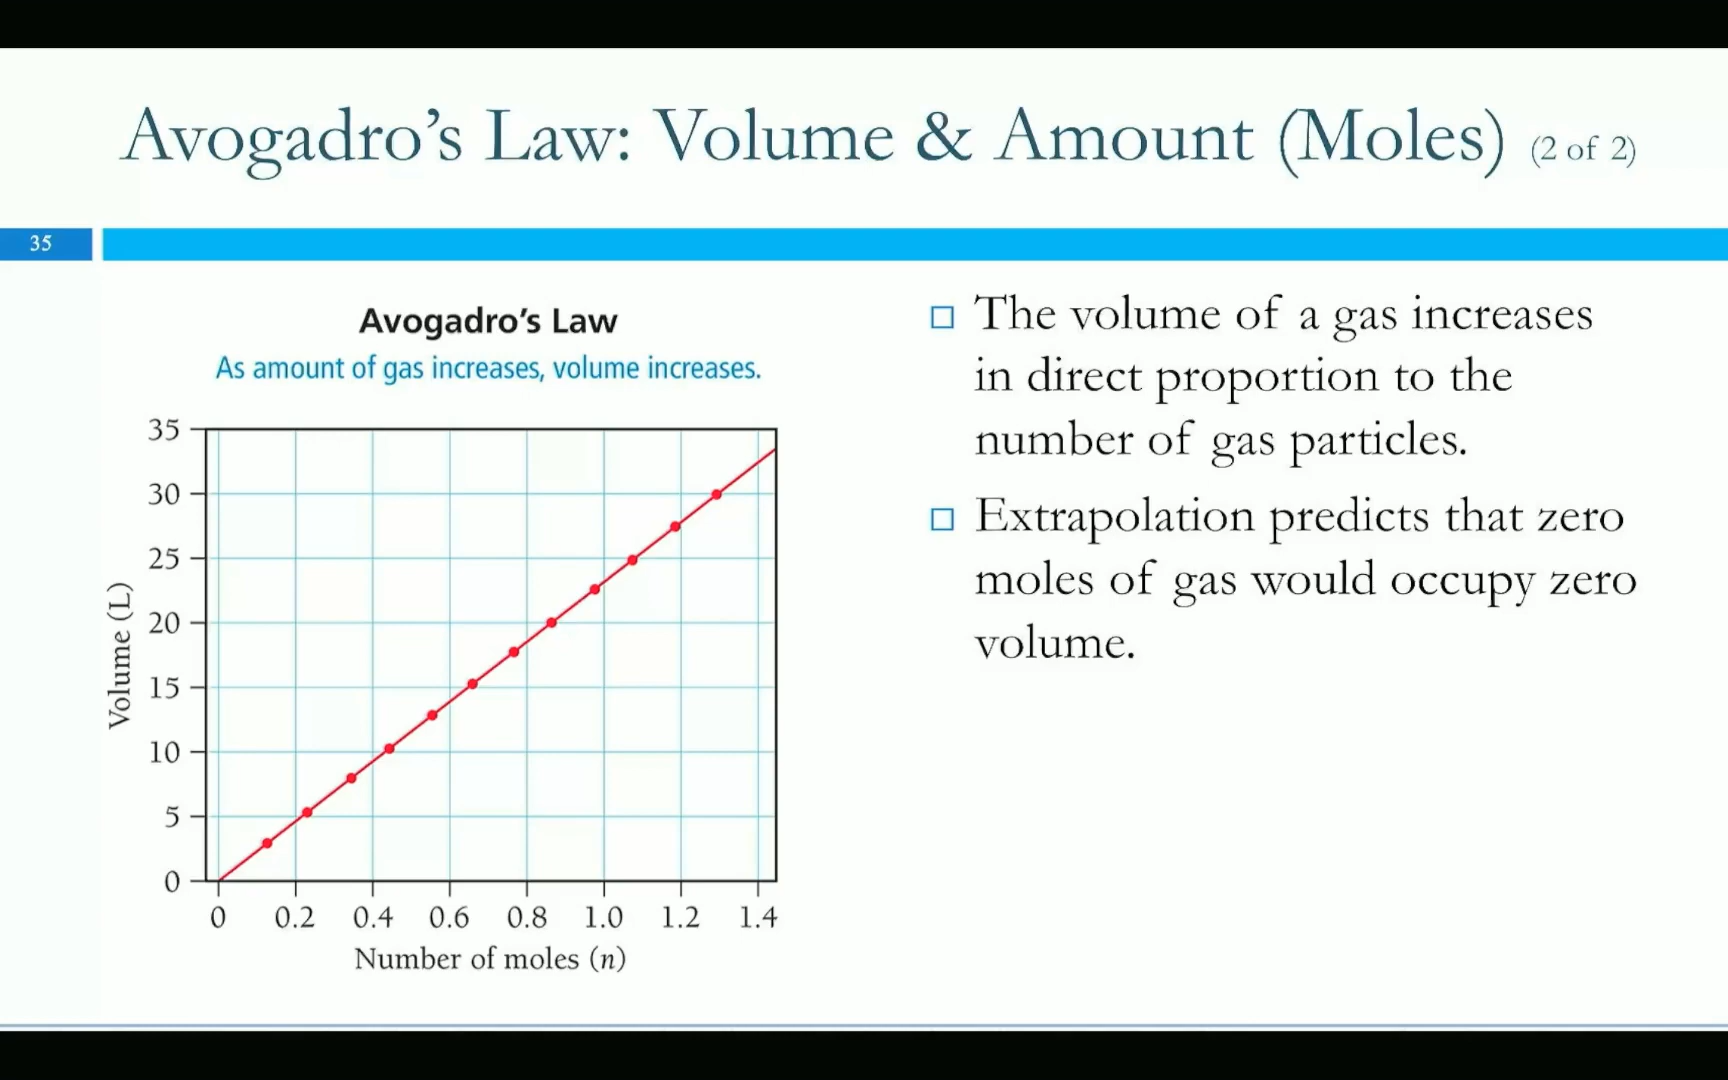 Avogadro’s Law: Volume & Amount (Moles) (2 of 2)
35
Avogadro’s Law
As amount of gas increases, volume increases.
35
30
25
20
15
10
5
0
Volume (L)
0 0.2 0.4 0.6 0.8 1.0 1.2 1.4
Number of moles (n)
The volume of a gas increases
in direct proportion to the
number of gas particles.
Extrapolation predicts that zero
moles of gas would occupy zero
volume.